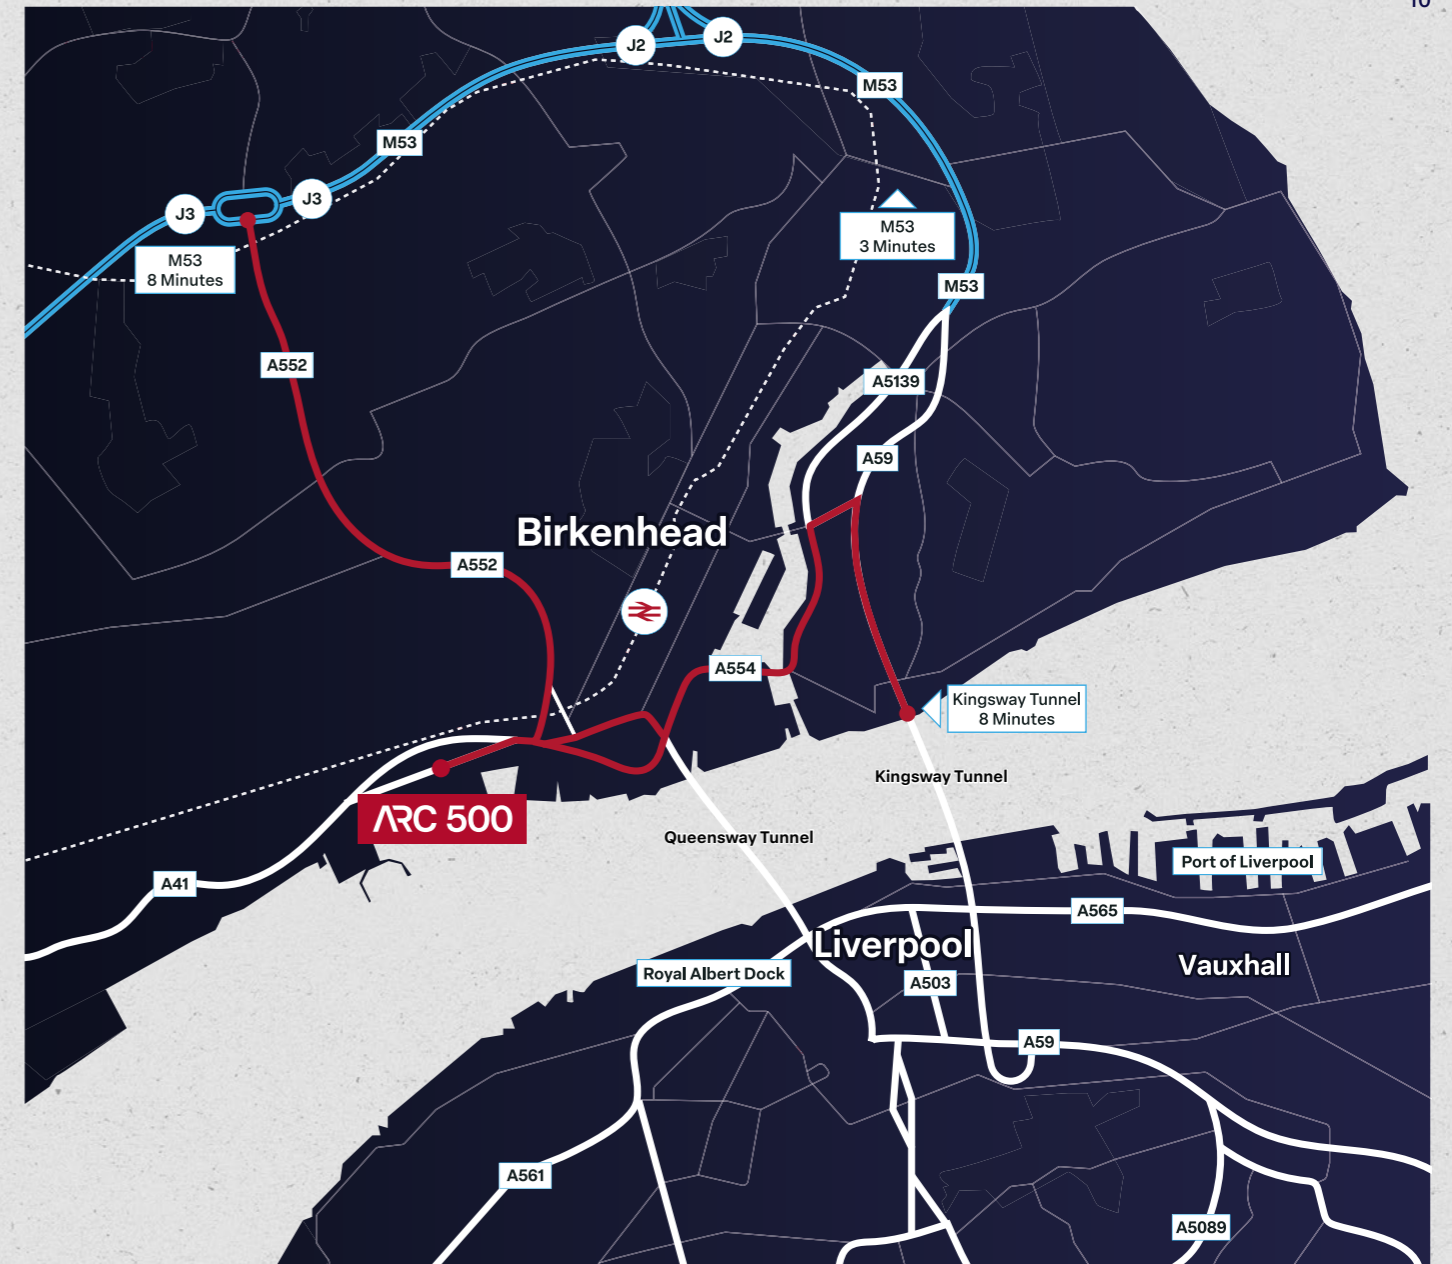 10
J2
J2
M53
M53
J3
J3
M53
3 Minutes
M53
8 Minutes
M53
A552
A5139
A59
Birkenhead
A552
A554
Kingsway Tunnel
8 Minutes
Kingsway Tunnel
ARC 500
Queensway Tunnel
Port of Liverpool
A41
A565
Liverpool
Vauxhall
Royal Albert Dock
A503
A59
A561
A5089